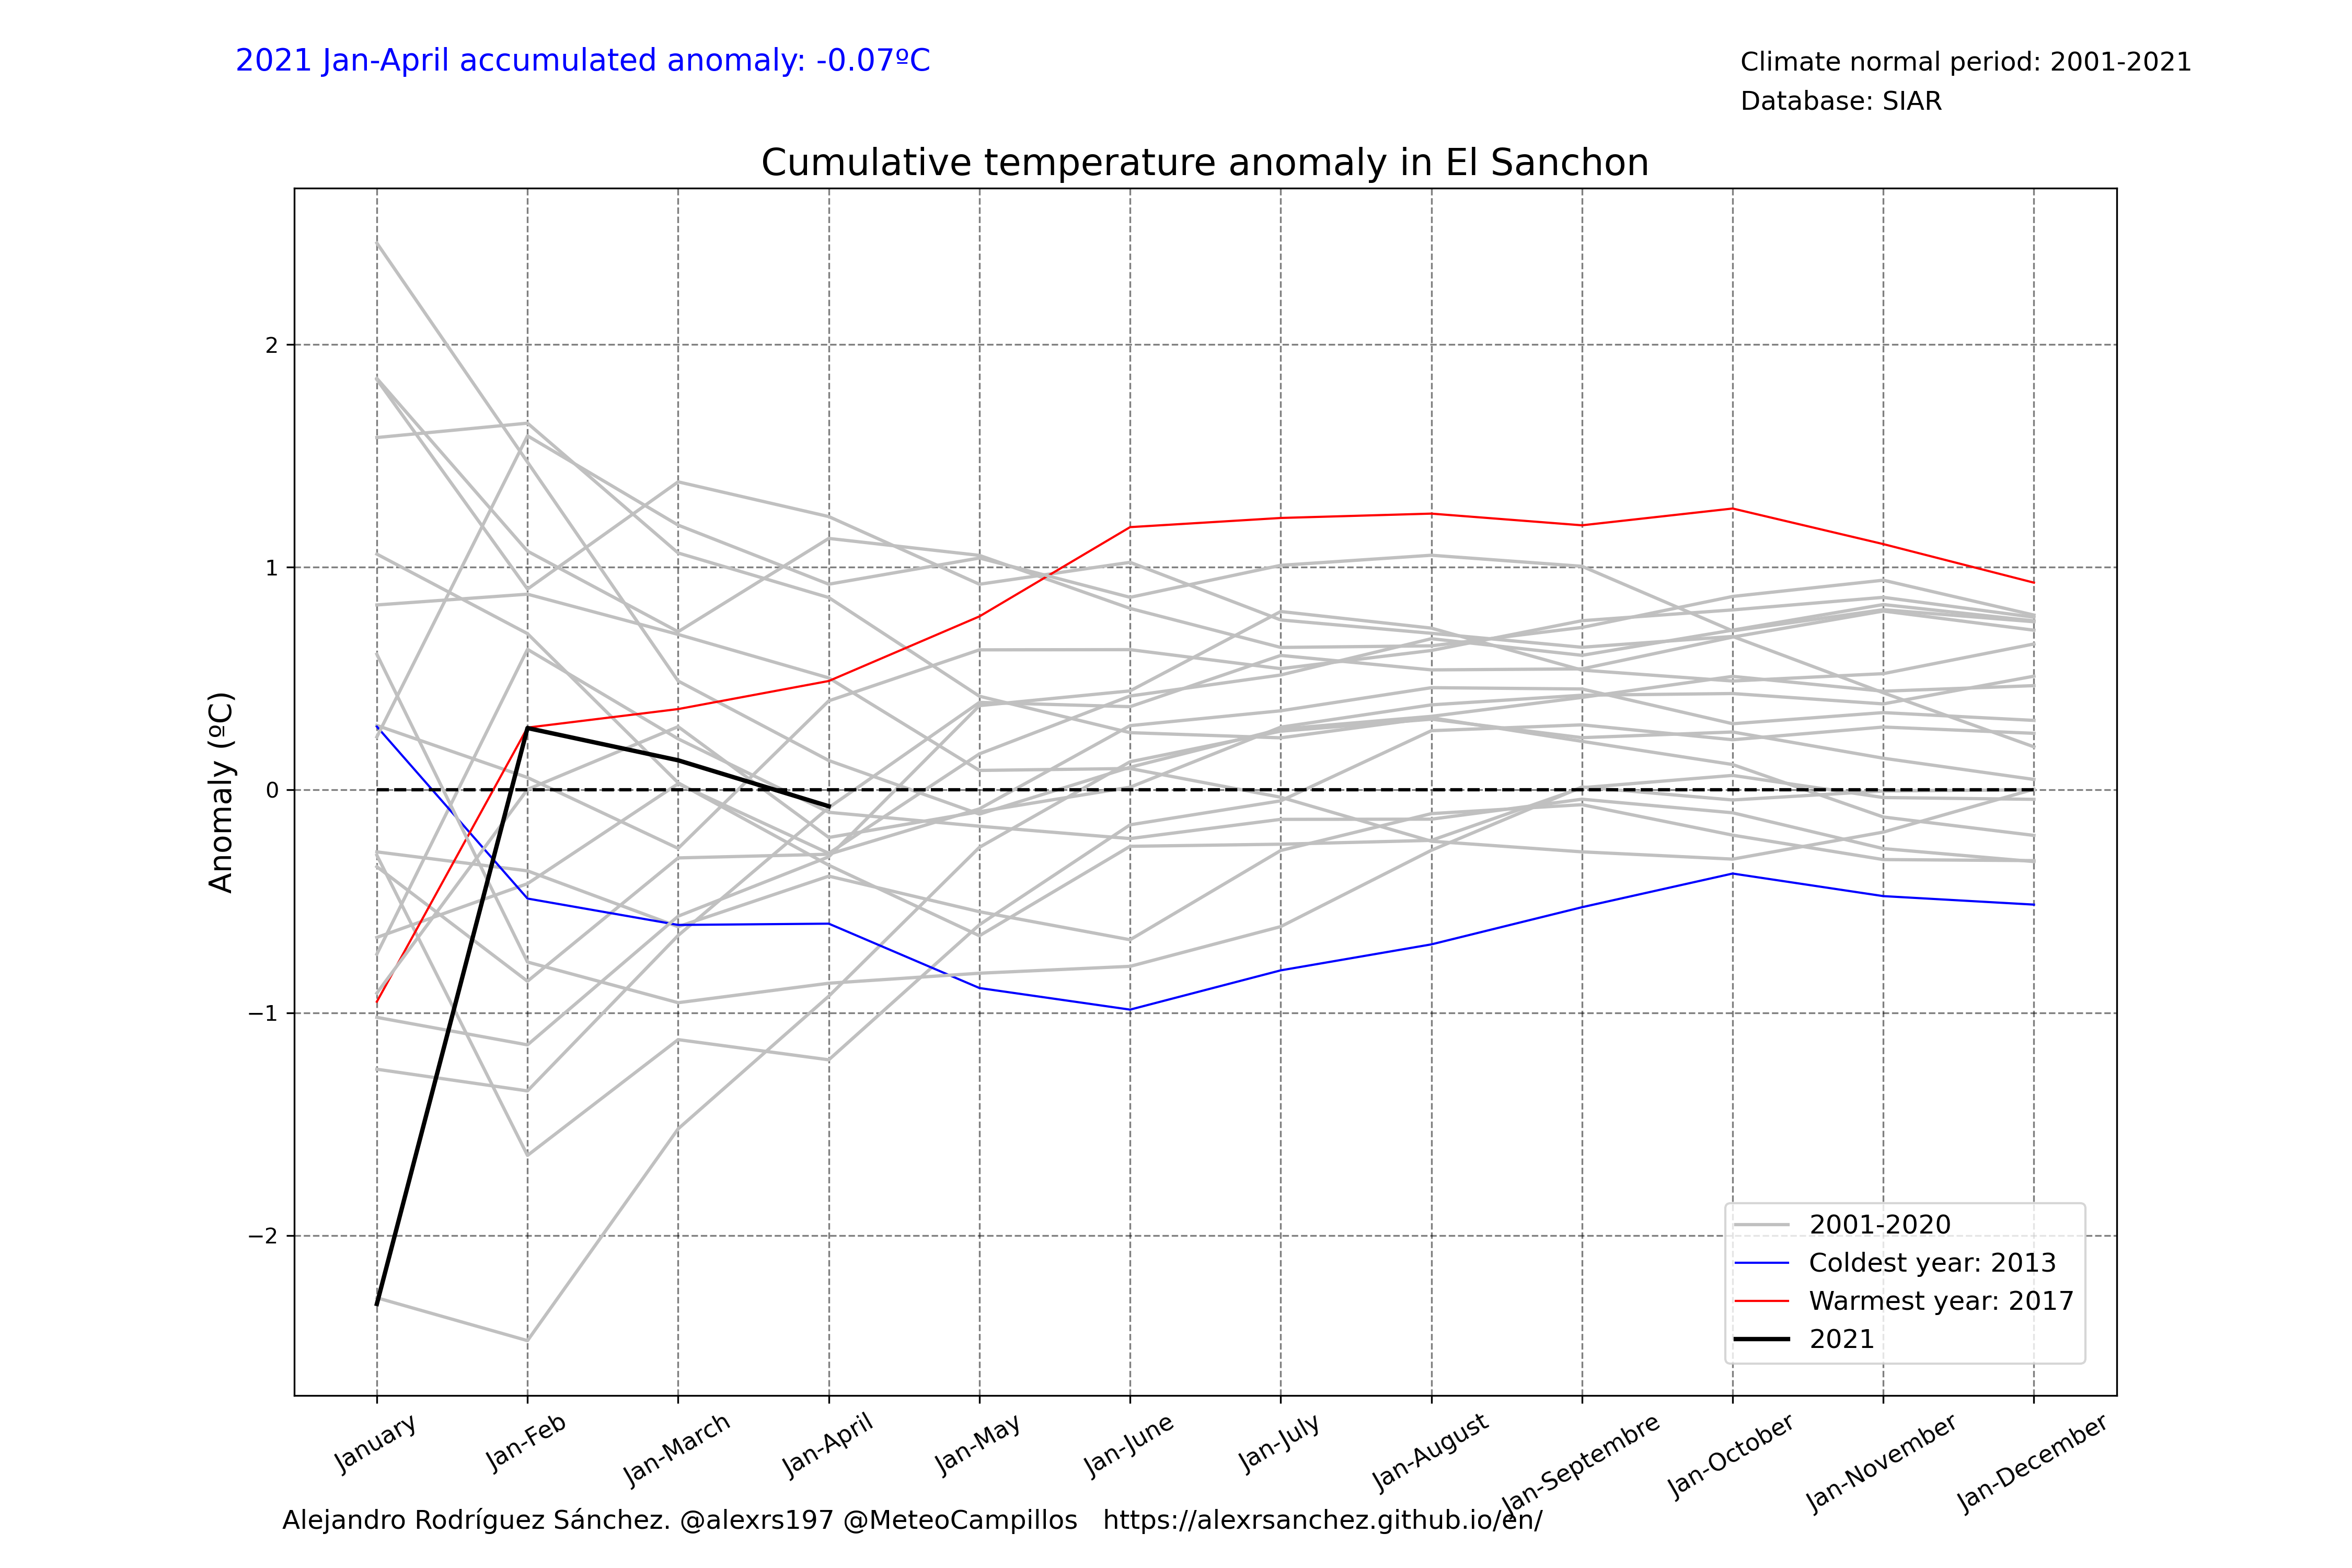 2021 Jan-April accumulated anomaly: -0.07ºC
Climate normal period: 2001-2021
Database: SIAR
Cumulative temperature anomaly in El Sanchon
Anomaly (ºC)
2
1
0
−1
−2
2001-2020
Coldest year: 2013
Warmest year: 2017
2021
January
Jan-Feb
Jan-March
Jan-April
Jan-May
Jan-June
Jan-July
Jan-August
Jan-Septembre
Jan-October
Jan-November
Jan-December
Alejandro Rodríguez Sánchez. @alexrs197 @MeteoCampillos https://alexrsanchez.github.io/en/